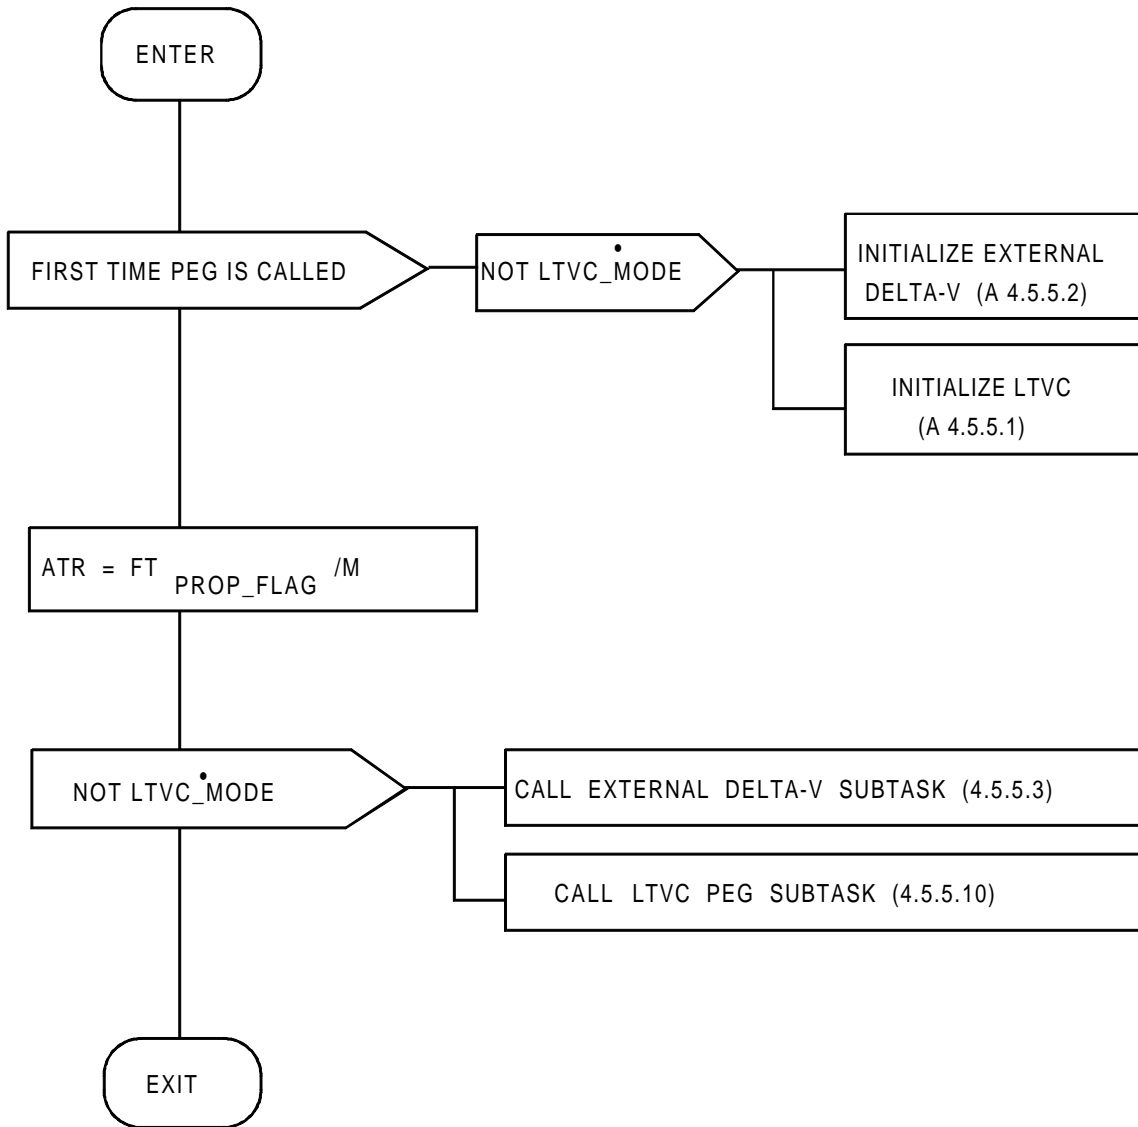 ENTER
FIRST TIME PEG IS CALLED
NOT LTVC_MODE
INITIALIZE EXTERNAL
DELTA-V (A 4.5.5.2)
INITIALIZE LTVC
(A 4.5.5.1)
ATR = FT PROP_FLAG /M
NOT LTVC_MODE
CALL EXTERNAL DELTA-V SUBTASK (4.5.5.3)
CALL LTVC PEG SUBTASK (4.5.5.10)
EXIT